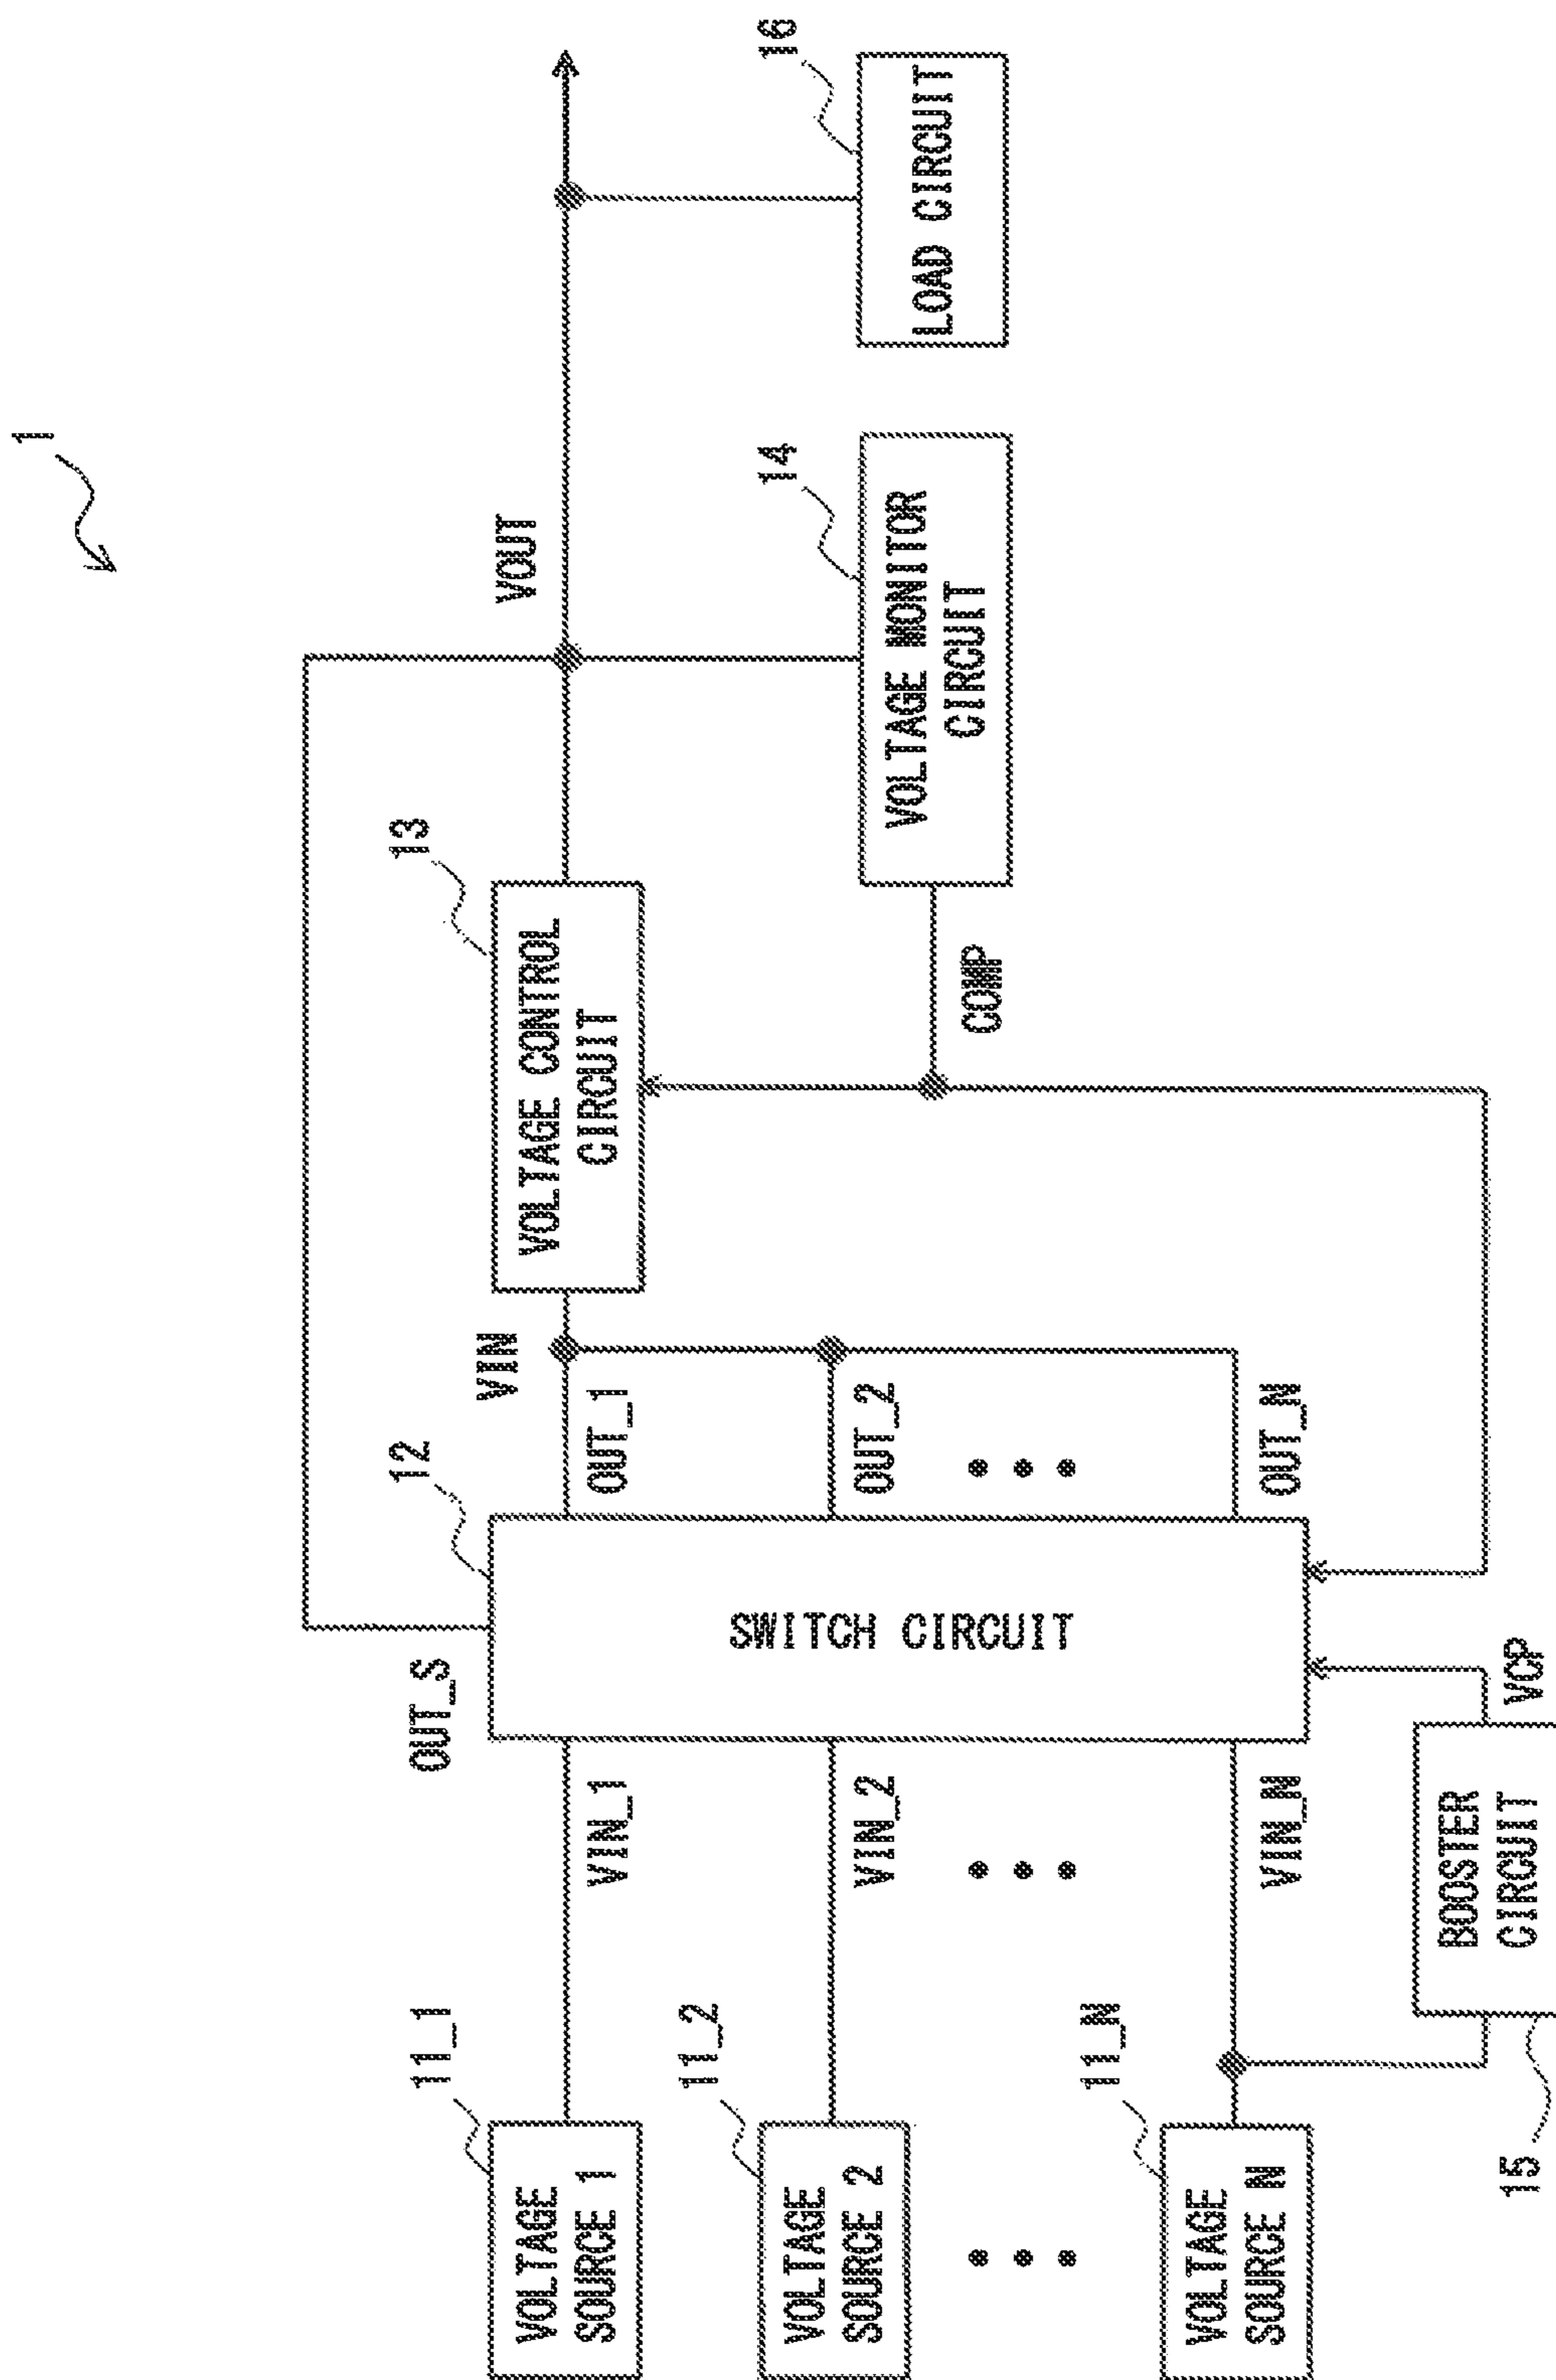 1
11_1
VOLTAGE
SOURCE 1
VIN_1
11_2
VOLTAGE
SOURCE 2
VIN_2
11_N
VOLTAGE
SOURCE N
VIN_N
15
BOOSTER
CIRCUIT
VCP
OUT_S
12
SWITCH CIRCUIT
OUT_1
OUT_2
OUT_N
VIN
13
VOLTAGE CONTROL
CIRCUIT
COMP
VOUT
14
VOLTAGE MONITOR
CIRCUIT
16
LOAD CIRCUIT